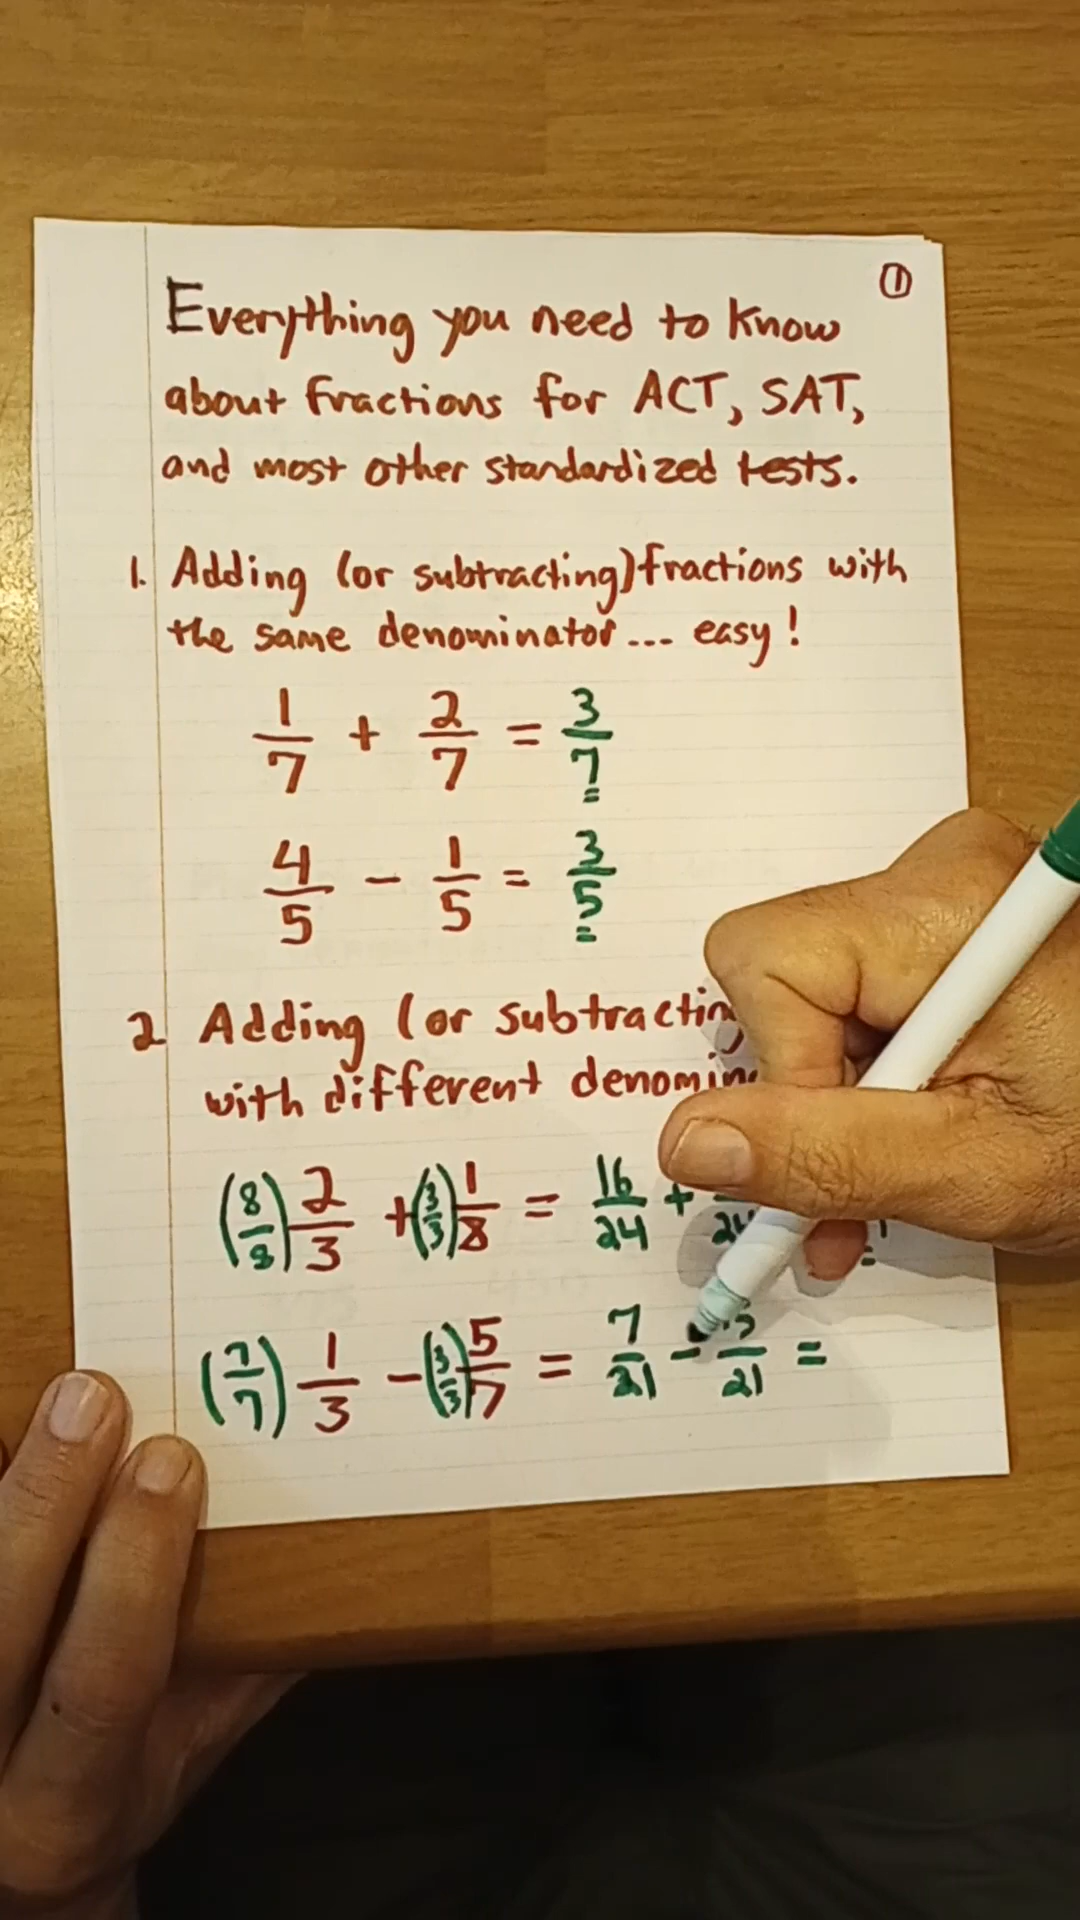 ①
Everything you need to know
about fractions for ACT, SAT,
and most other standardized tests.
1. Adding (or subtracting) fractions with
the same denominator... easy!
1/7 + 2/7 = 3/7
4/5 - 1/5 = 3/5
2. Adding (or subtracting
with different denomin
(8/8) 2/3 + (3/3) 1/8 = 16/24 +
(7/7) 1/3 - (3/3) 5/7 = 7/21 - 15/21 =